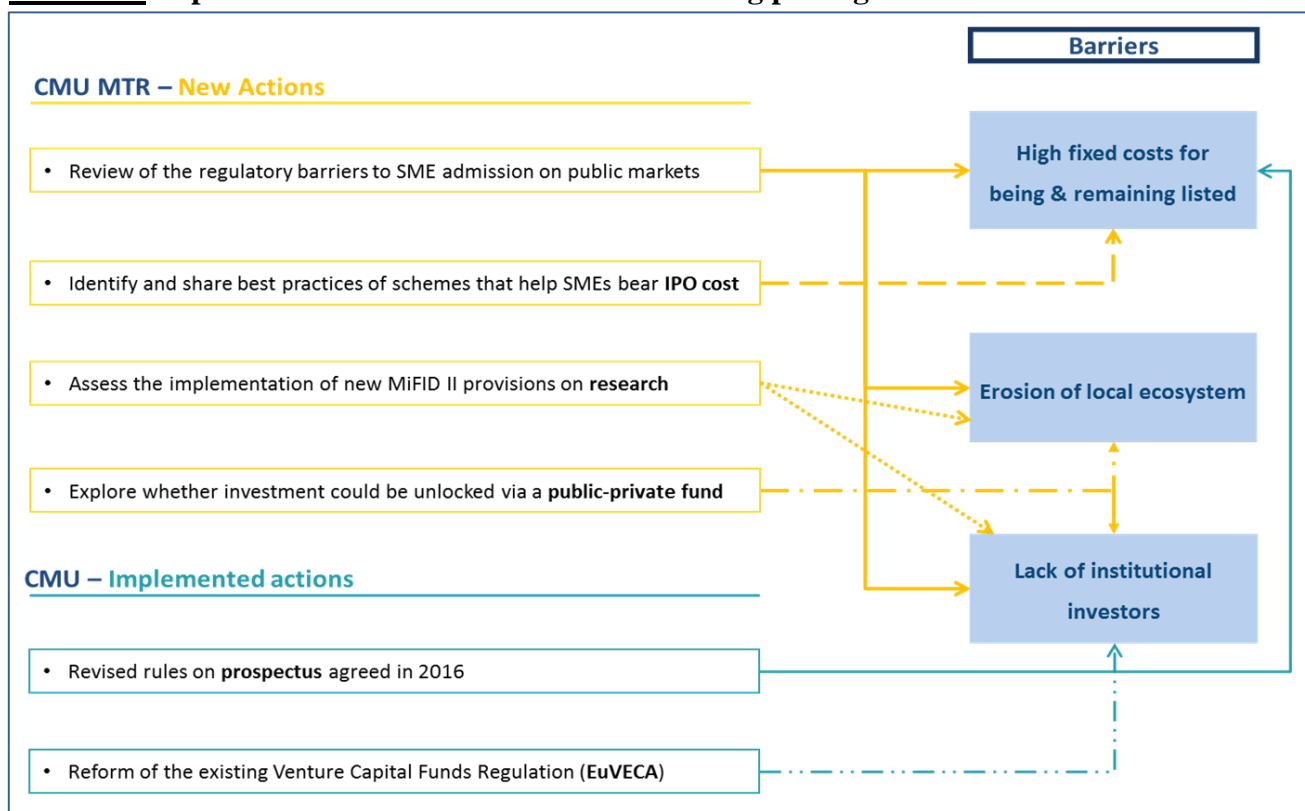 Barriers
CMU MTR – New Actions
• Review of the regulatory barriers to SME admission on public markets
High fixed costs for
being & remaining listed
• Identify and share best practices of schemes that help SMEs bear IPO cost
• Assess the implementation of new MiFID II provisions on research
Erosion of local ecosystem
• Explore whether investment could be unlocked via a public-private fund
CMU – Implemented actions
Lack of institutional
investors
• Revised rules on prospectus agreed in 2016
• Reform of the existing Venture Capital Funds Regulation (EuVECA)